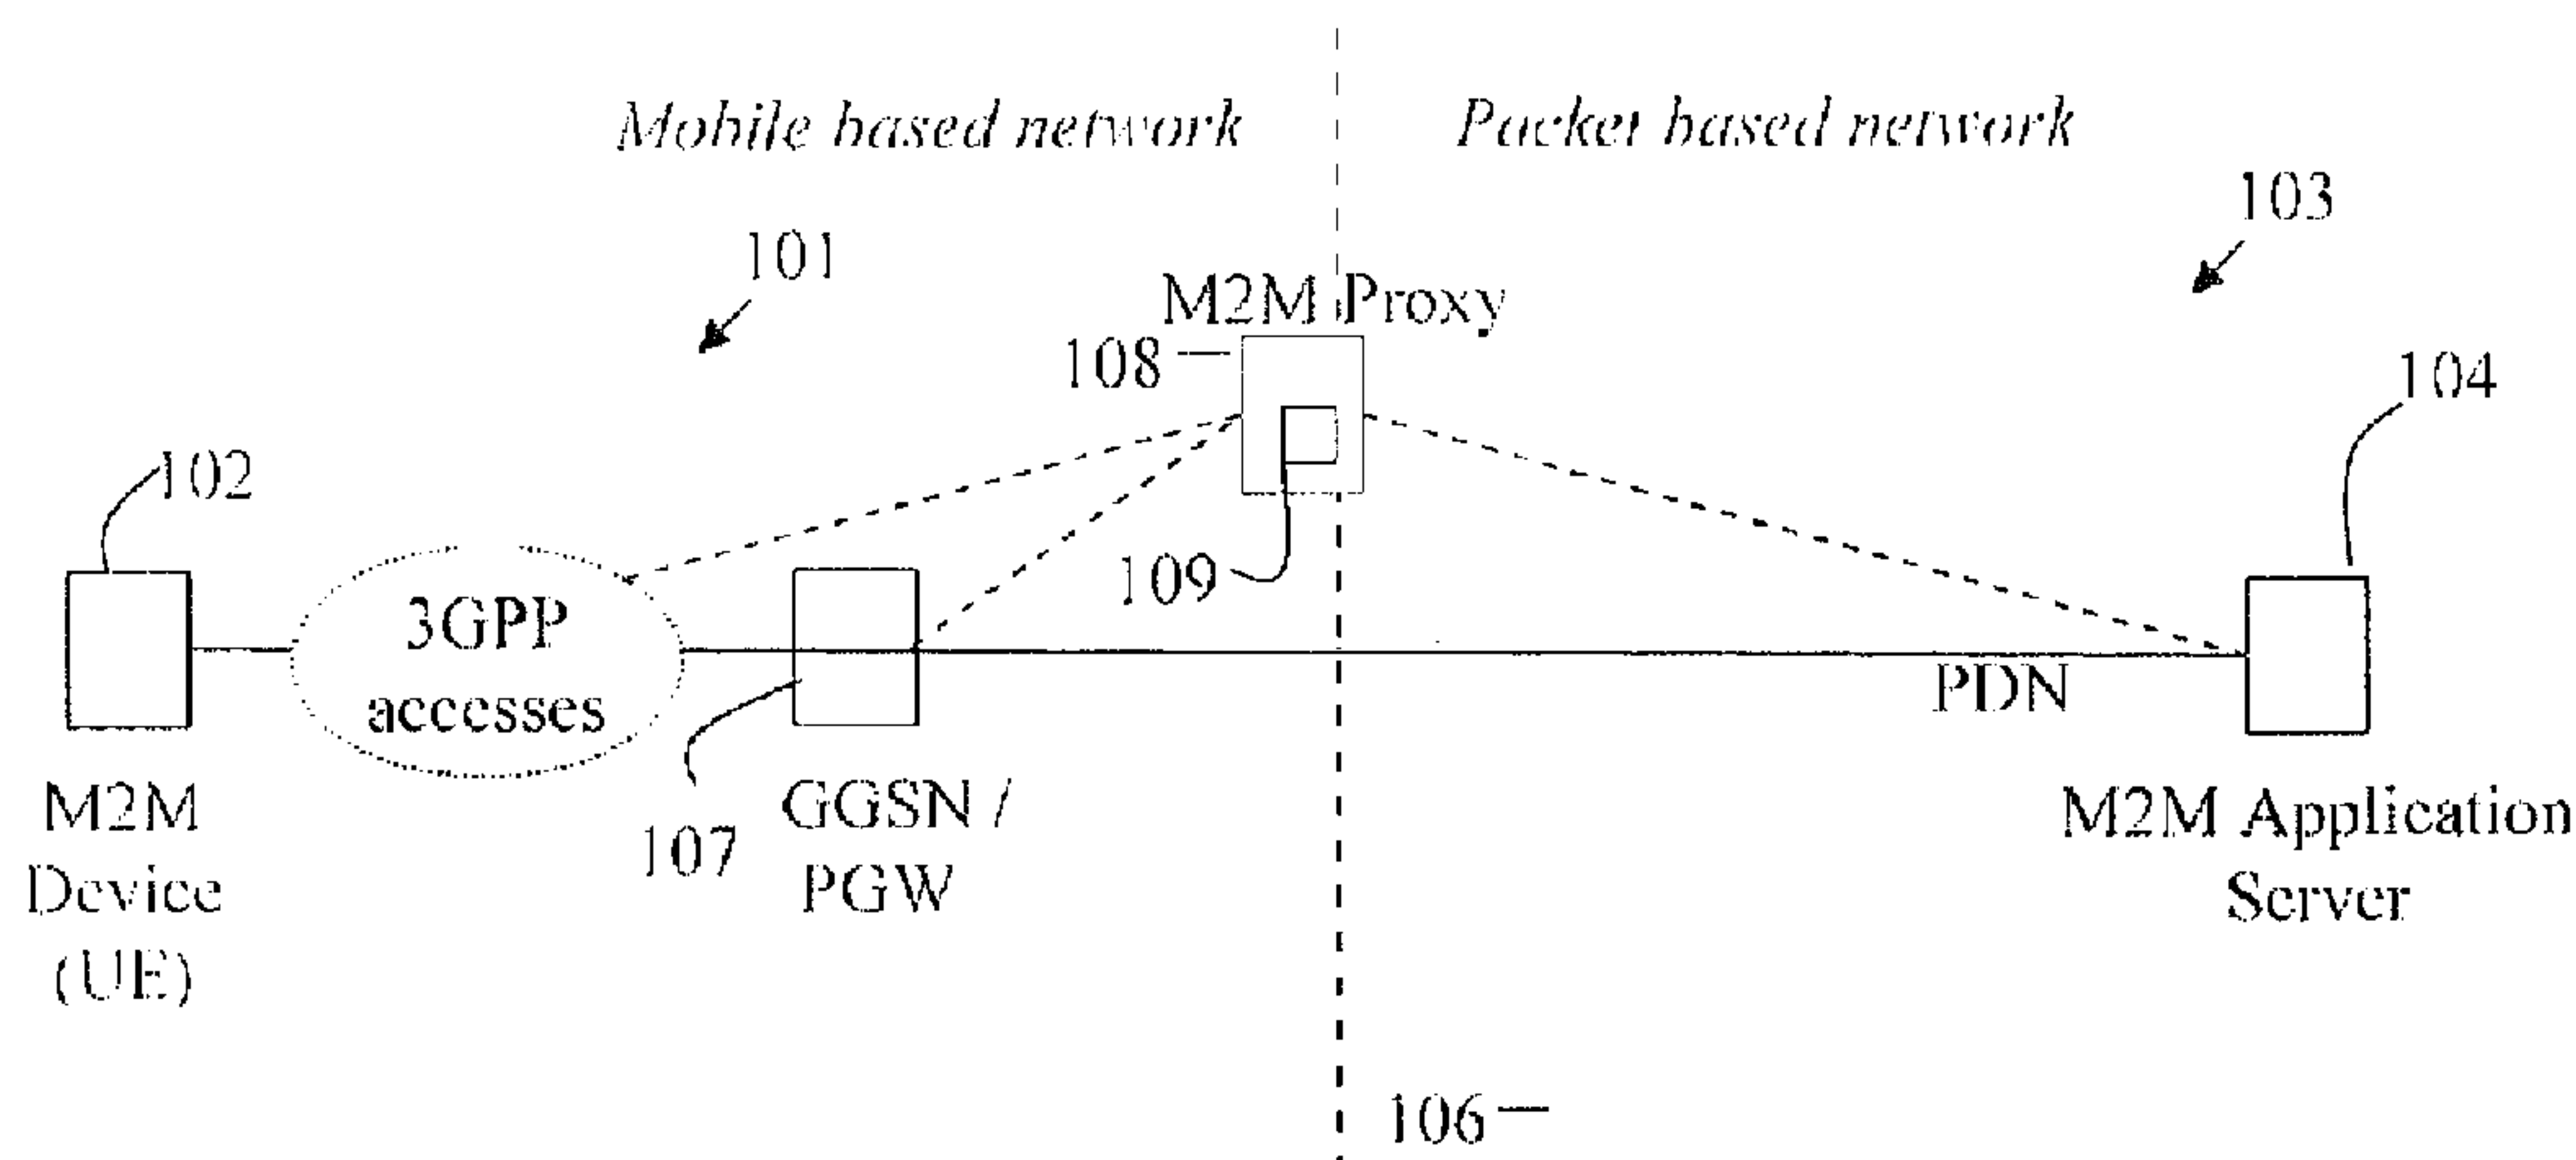 Mobile based network
Packet based network
103
101
M2M Proxy
108
104
102
3GPP
accesses
109
PDN
M2M
Device
(UE)
107
GGSN /
PGW
M2M Application
Server
106